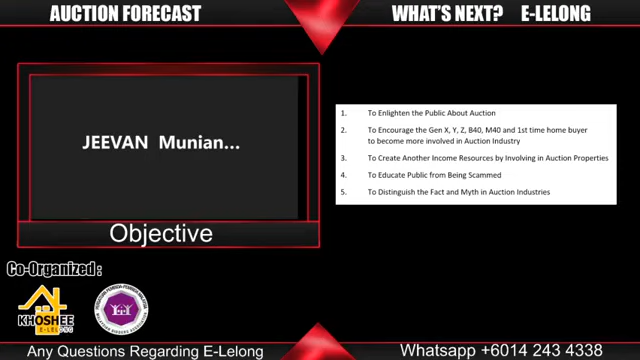 AUCTION FORECAST
WHAT'S NEXT? E-LELONG
JEEVAN Munian...
Objective
1. To Enlighten the Public About Auction
2. To Encourage the Gen X, Y, Z, B40, M40 and 1st time home buyer
to become more involved in Auction Industry
3. To Create Another Income Resources by Involving in Auction Properties
4. To Educate Public from Being Scammed
5. To Distinguish the Fact and Myth in Auction Industries
Co-Organized :
KHOSHEE
E-LELONG
Any Questions Regarding E-Lelong
Whatsapp +6014 243 4338